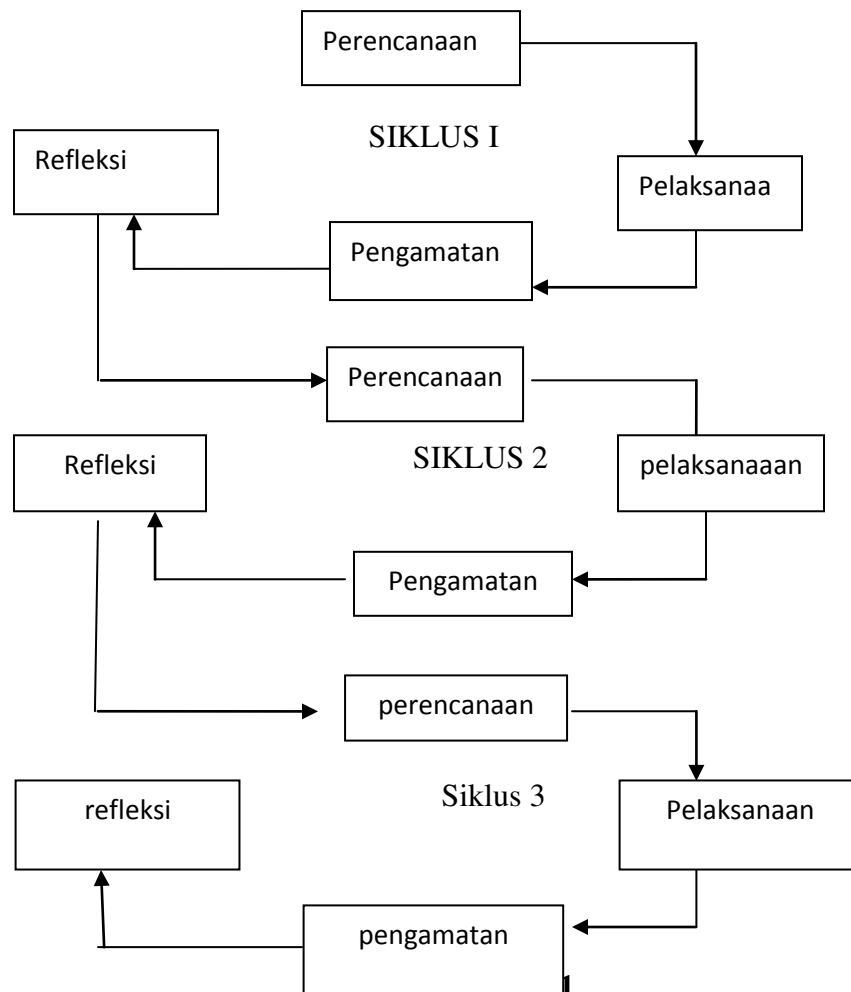 Perencanaan
SIKLUS I
Refleksi
Pelaksanaa
Pengamatan
Perencanaan
SIKLUS 2
Refleksi
pelaksanaaan
Pengamatan
perencanaan
Siklus 3
refleksi
Pelaksanaan
pengamatan